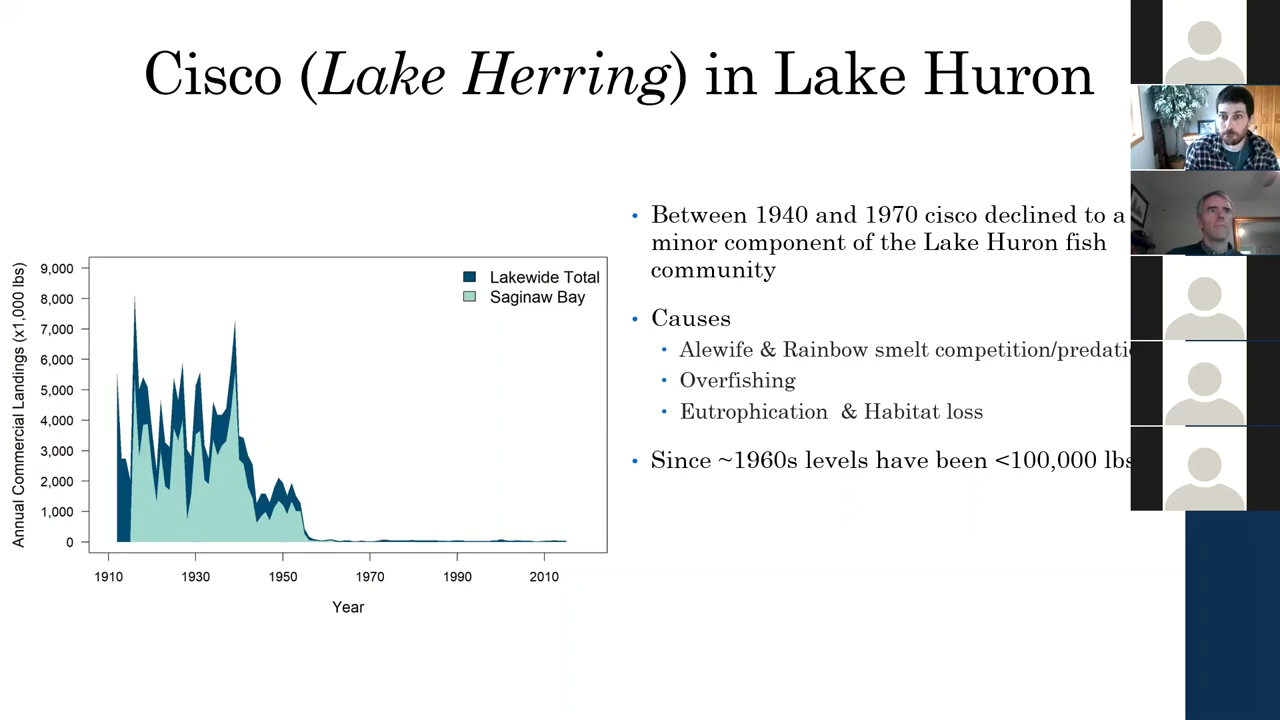 Cisco (Lake Herring) in Lake Huron
Annual Commercial Landings (x1,000 lbs)
9,000
8,000
7,000
6,000
5,000
4,000
3,000
2,000
1,000
0
Lakewide Total
Saginaw Bay
1910
1930
1950
1970
1990
2010
Year
• Between 1940 and 1970 cisco declined to a
minor component of the Lake Huron fish
community
• Causes
• Alewife & Rainbow smelt competition/predatio
• Overfishing
• Eutrophication & Habitat loss
• Since ~1960s levels have been <100,000 lbs